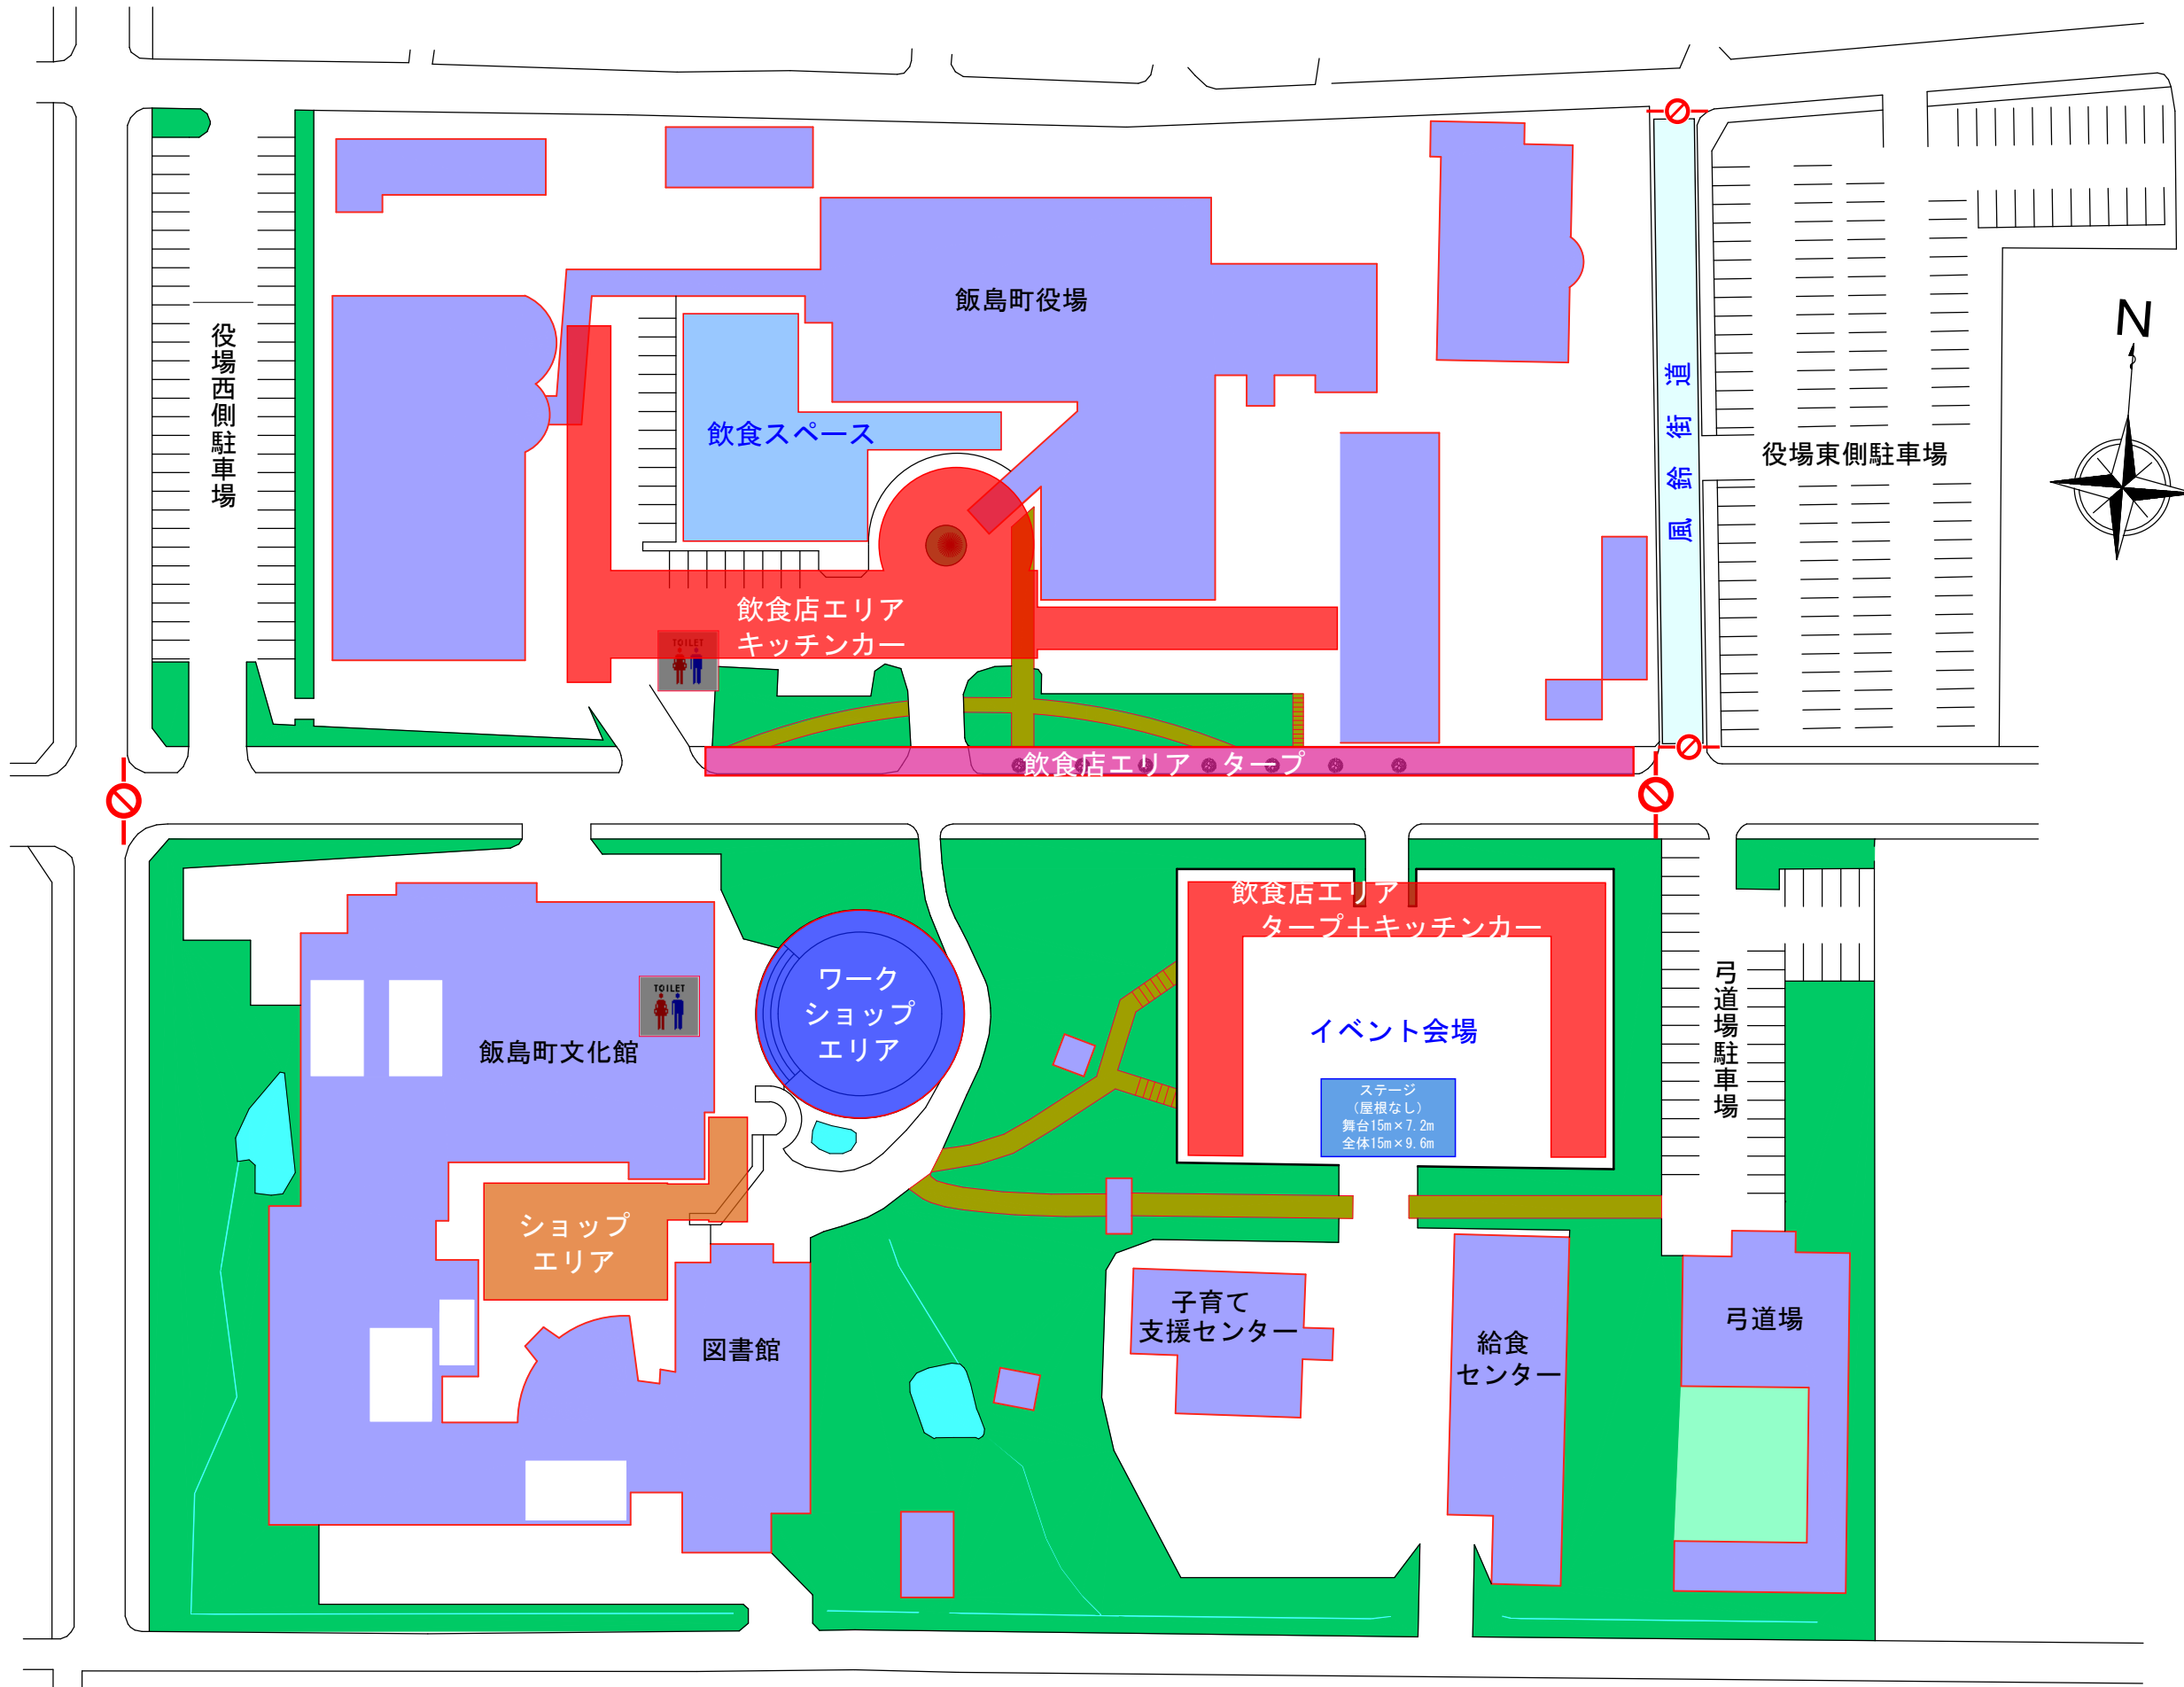 N
飯島町役場
役場西側駐車場
飲食スペース
風鈴街道
役場東側駐車場
飲食店エリア
キッチンカー
TOILET
飲食店エリア タープ
飲食店エリア
タープ＋キッチンカー
ワーク
ショップ
エリア
TOILET
飯島町文化館
イベント会場
弓道場駐車場
ステージ
（屋根なし）
舞台15m×7.2m
全体15m×9.6m
ショップ
エリア
図書館
子育て
支援センター
給食
センター
弓道場